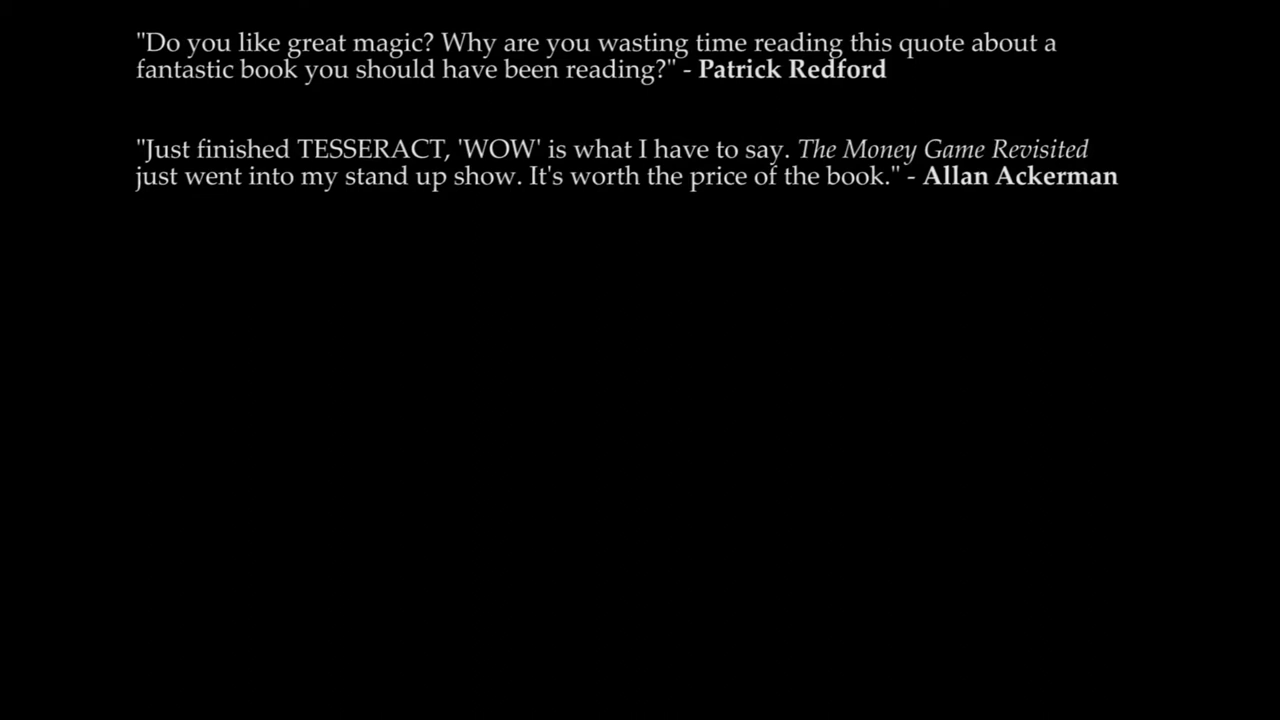 "Do you like great magic? Why are you wasting time reading this quote about a
fantastic book you should have been reading?" - Patrick Redford
"Just finished TESSERACT, 'WOW' is what I have to say. The Money Game Revisited
just went into my stand up show. It's worth the price of the book." - Allan Ackerman